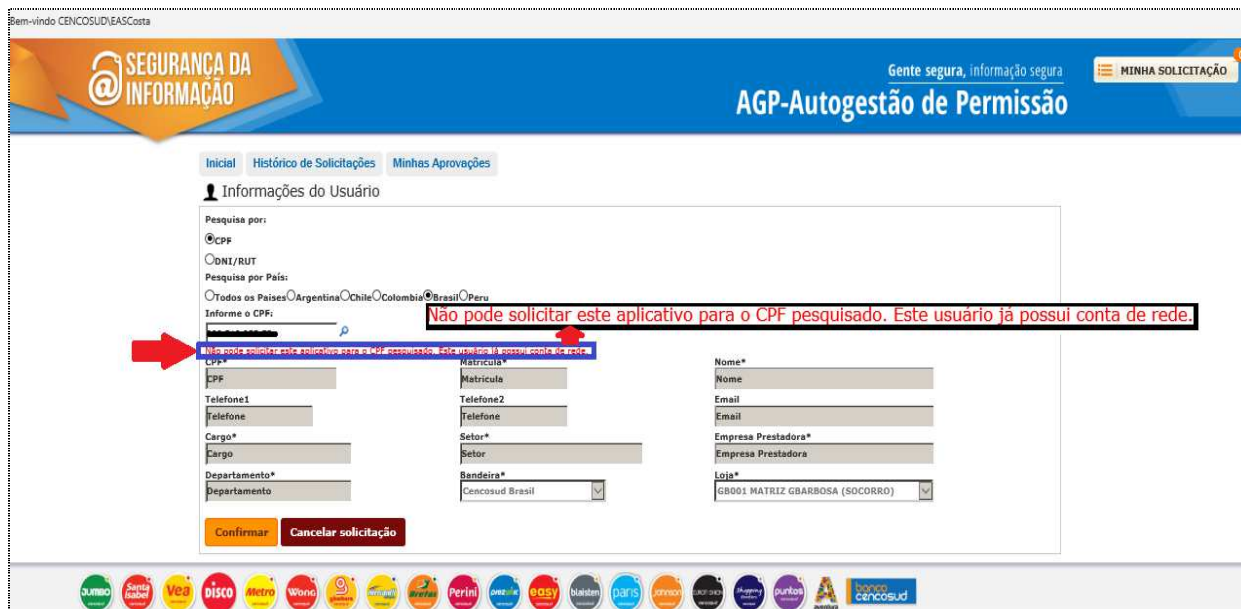 Bem-vindo CENCOSUD\EASCosta
SEGURANÇA DA
INFORMAÇÃO
Gente segura, informação segura
AGP-Autogestão de Permissão
MINHA SOLICITAÇÃO
Inicial Histórico de Solicitações Minhas Aprovações
Informações do Usuário
Pesquisa por:
CPF
DNI/RUT
Pesquisa por País:
Todos os Paises Argentina Chile Colombia Brasil Peru
Informe o CPF:
Não pode solicitar este aplicativo para o CPF pesquisado. Este usuário já possui conta de rede.
Não pode solicitar este aplicativo para o CPF pesquisado. Este usuário já possui conta de rede.
CPF* Matricula* Nome*
CPF Matricula Nome
Telefone1 Telefone2 Email
Telefone Telefone Email
Cargo* Setor* Empresa Prestadora*
Cargo Setor Empresa Prestadora
Departamento* Bandeira* Loja*
Departamento Cencosud Brasil GB001 MATRIZ GBARBOSA (SOCORRO)
Confirmar Cancelar solicitação
JUMBO Santa Isabel Vea DISCO Metro Wong Bretas Perini prezunic easy blaisten paris Johnson Shopping puntos banco cencosud